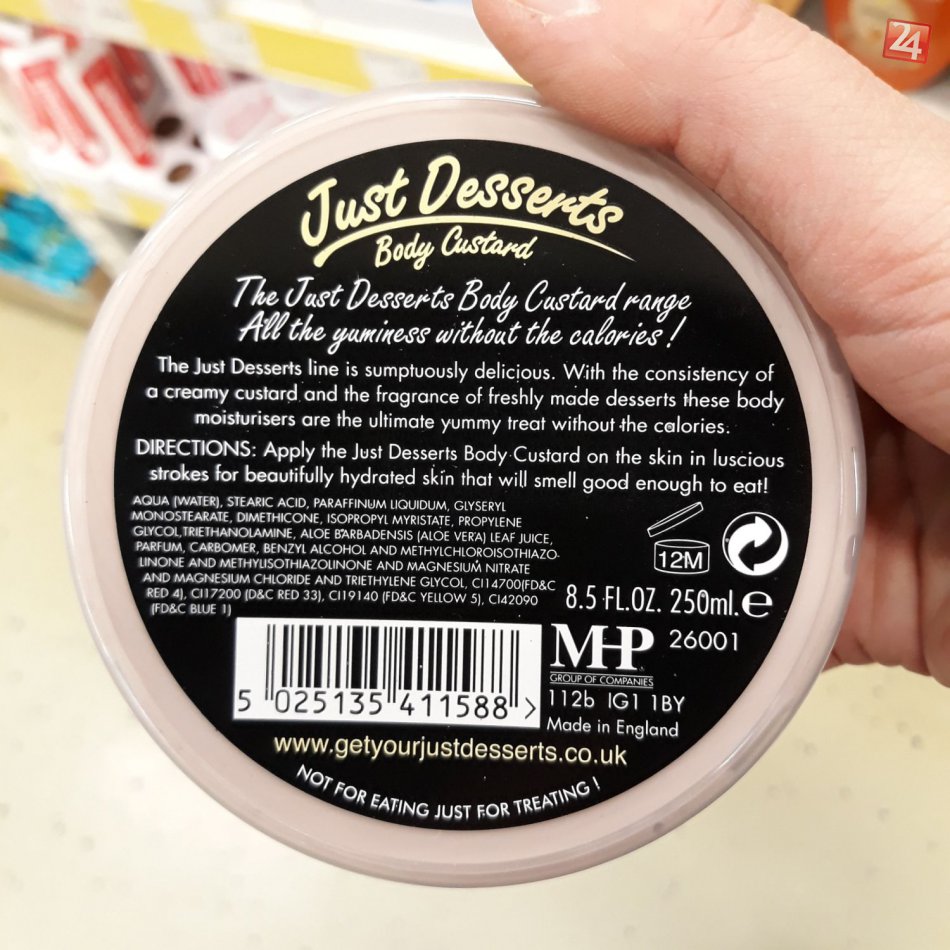 24
Just Desserts
Body Custard
The Just Desserts Body Custard range
All the yuminess without the calories!
The Just Desserts line is sumptuously delicious. With the consistency of
a creamy custard and the fragrance of freshly made desserts these body
moisturisers are the ultimate yummy treat without the calories.
DIRECTIONS: Apply the Just Desserts Body Custard on the skin in luscious
strokes for beautifully hydrated skin that will smell good enough to eat!
AQUA (WATER), STEARIC ACID, PARAFFINUM LIQUIDUM, GLYSERYL
MONOSTEARATE, DIMETHICONE, ISOPROPYL MYRISTATE, PROPYLENE
GLYCOL,TRIETHANOLAMINE, ALOE BARBADENSIS (ALOE VERA) LEAF JUICE,
PARFUM, CARBOMER, BENZYL ALCOHOL AND METHYLCHLOROISOTHIAZO-
LINONE AND METHYLISOTHIAZOLINONE AND MAGNESIUM NITRATE
AND MAGNESIUM CHLORIDE AND TRIETHYLENE GLYCOL, CI14700(FD&C
RED 4), CI17200 (D&C RED 33), CI19140 (FD&C YELLOW 5), CI42090
(FD&C BLUE 1)
12M
8.5 FL.OZ. 250ml.e
MHP
GROUP OF COMPANIES
26001
112b IG1 1BY
Made in England
5 025135 411588 >
www.getyourjustdesserts.co.uk
NOT FOR EATING JUST FOR TREATING!